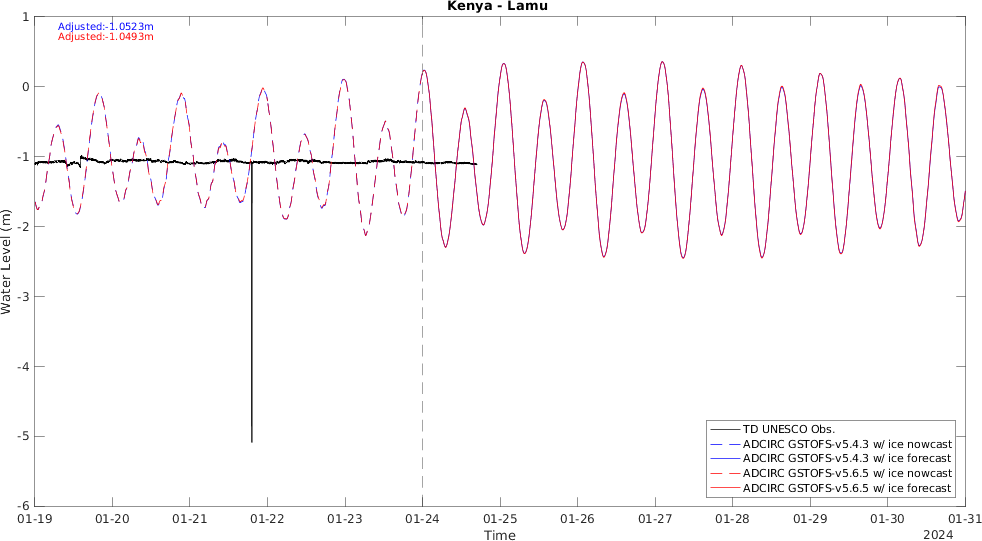 Kenya - Lamu
Adjusted:-1.0523m
Adjusted:-1.0493m
1
0
-1
-2
-3
-4
-5
-6
Water Level (m)
TD UNESCO Obs.
ADCIRC GSTOFS-v5.4.3 w/ ice nowcast
ADCIRC GSTOFS-v5.4.3 w/ ice forecast
ADCIRC GSTOFS-v5.6.5 w/ ice nowcast
ADCIRC GSTOFS-v5.6.5 w/ ice forecast
01-19 01-20 01-21 01-22 01-23 01-24 01-25 01-26 01-27 01-28 01-29 01-30 01-31
Time
2024